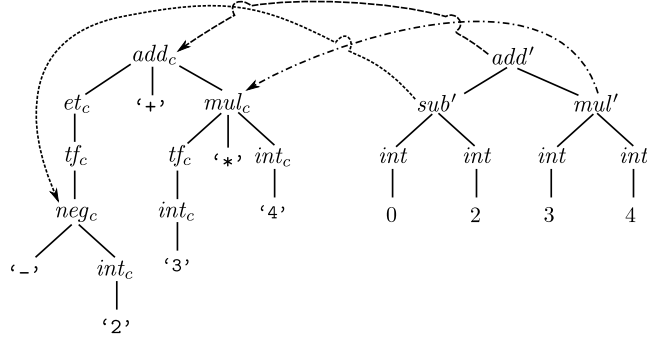 add_c add′
et_c ‘+’ mul_c sub′ mul′
tf_c tf_c ‘*’ int_c int int int int
neg_c int_c ‘4’ 0 2 3 4
‘-’ int_c ‘3’
‘2’